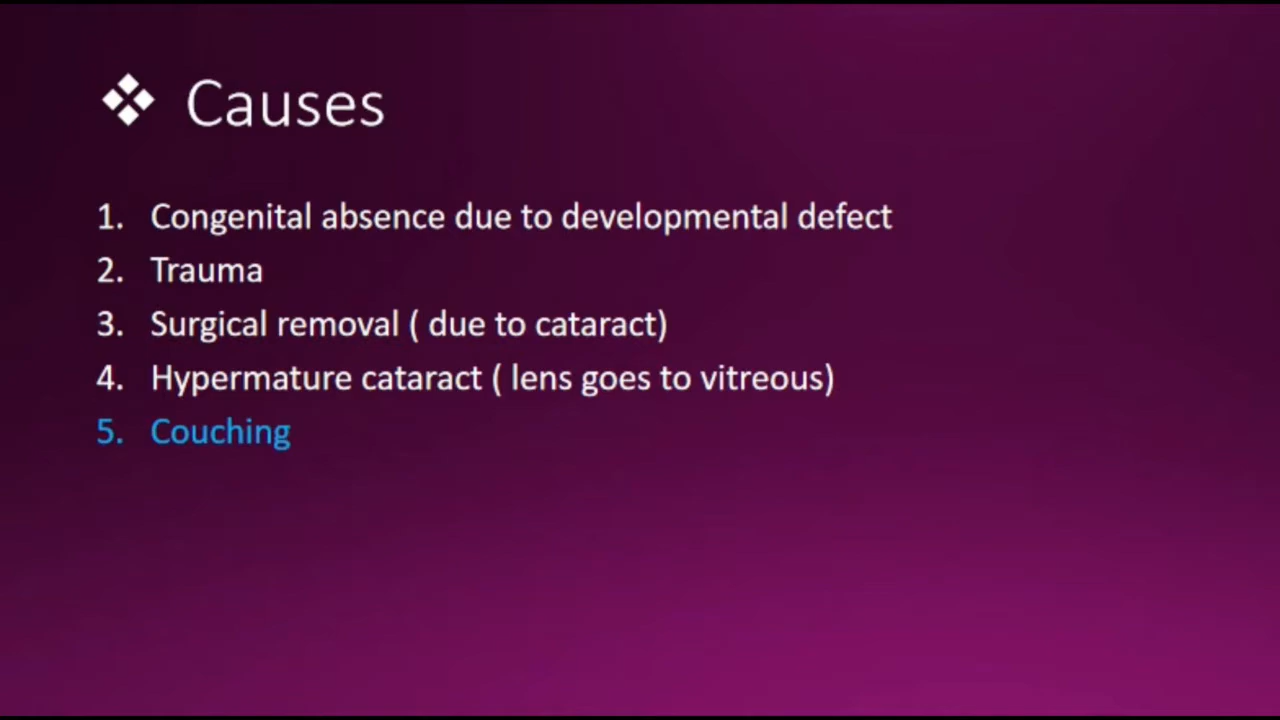 ❖ Causes
1. Congenital absence due to developmental defect
2. Trauma
3. Surgical removal ( due to cataract)
4. Hypermature cataract ( lens goes to vitreous)
5. Couching